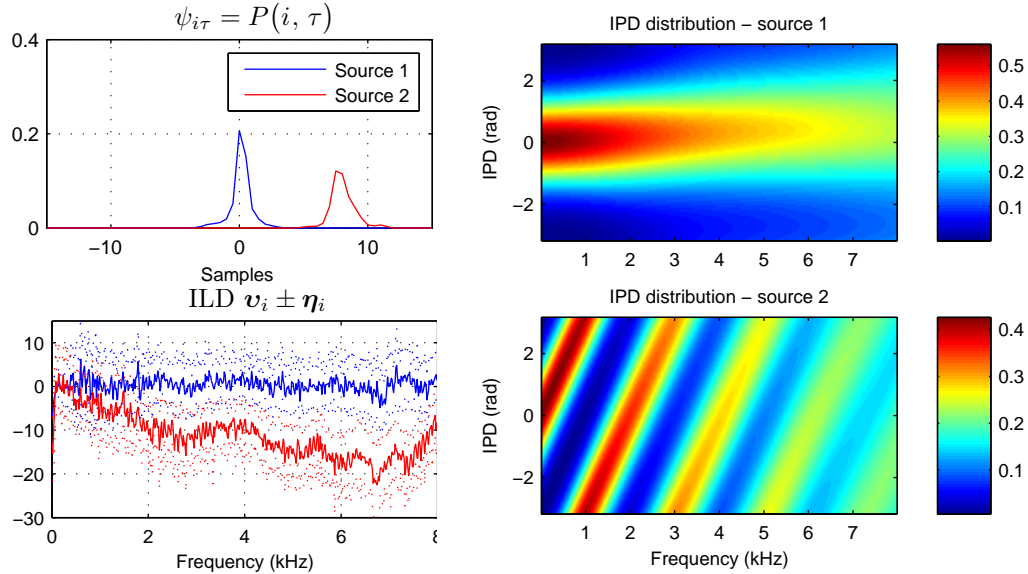 ψiτ = P(i, τ)
0.4
0.2
0
−10
0
10
Samples
Source 1
Source 2
IPD distribution − source 1
IPD (rad)
2
0
−2
1 2 3 4 5 6 7
0.5
0.4
0.3
0.2
0.1
ILD υi ± ηi
10
0
−10
−20
−30
0 2 4 6 8
Frequency (kHz)
IPD distribution − source 2
IPD (rad)
2
0
−2
1 2 3 4 5 6 7
Frequency (kHz)
0.4
0.3
0.2
0.1